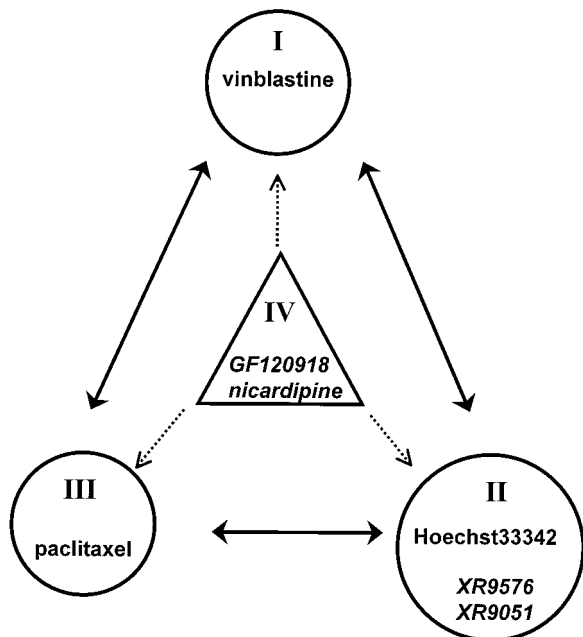 I
vinblastine
IV
GF120918
nicardipine
III
paclitaxel
II
Hoechst33342
XR9576
XR9051